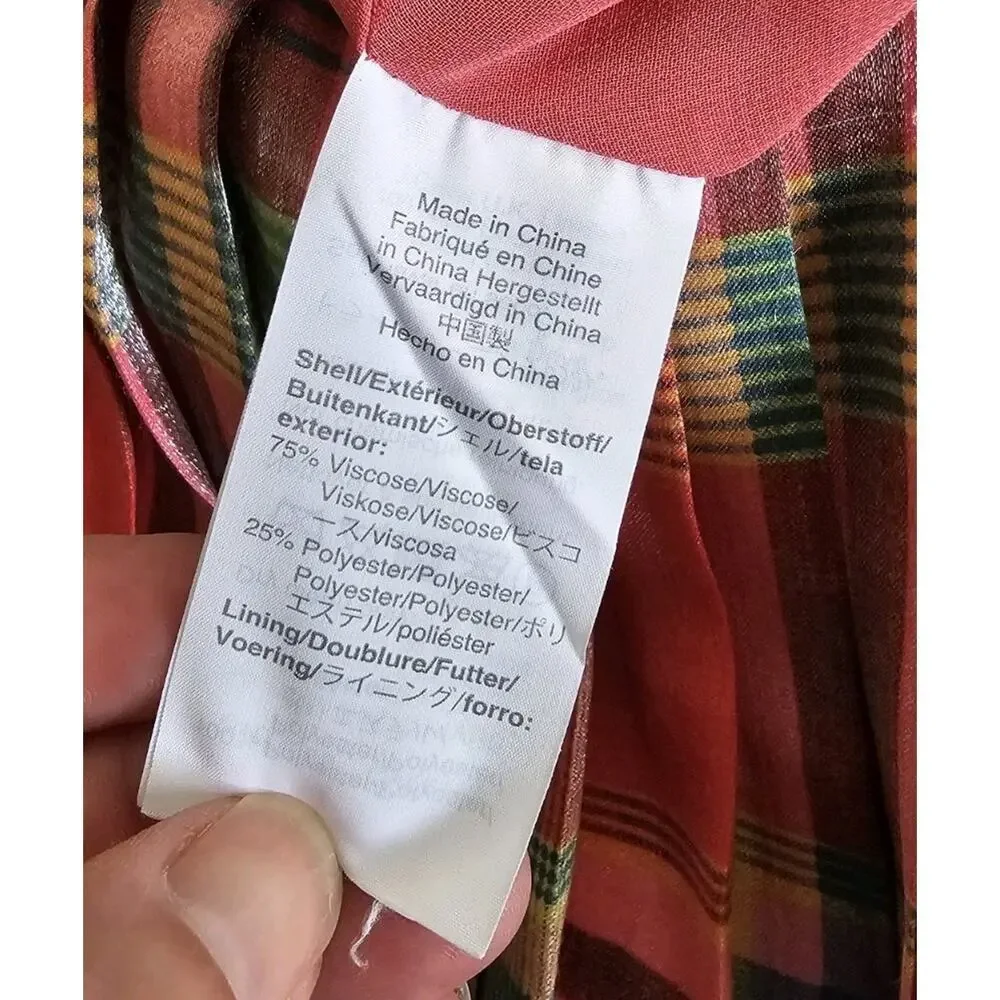 Made in China
Fabriqué en Chine
in China Hergestellt
Vervaardigd in China
中国製
Hecho en China
Shell/Extérieur/Oberstoff/
Buitenkant/シェル/tela
exterior:
75% Viscose/Viscose/
Viskose/Viscose/ビスコ
ース/viscosa
25% Polyester/Polyester/
Polyester/Polyester/ポリ
エステル/poliéster
Lining/Doublure/Futter/
Voering/ライニング/forro: